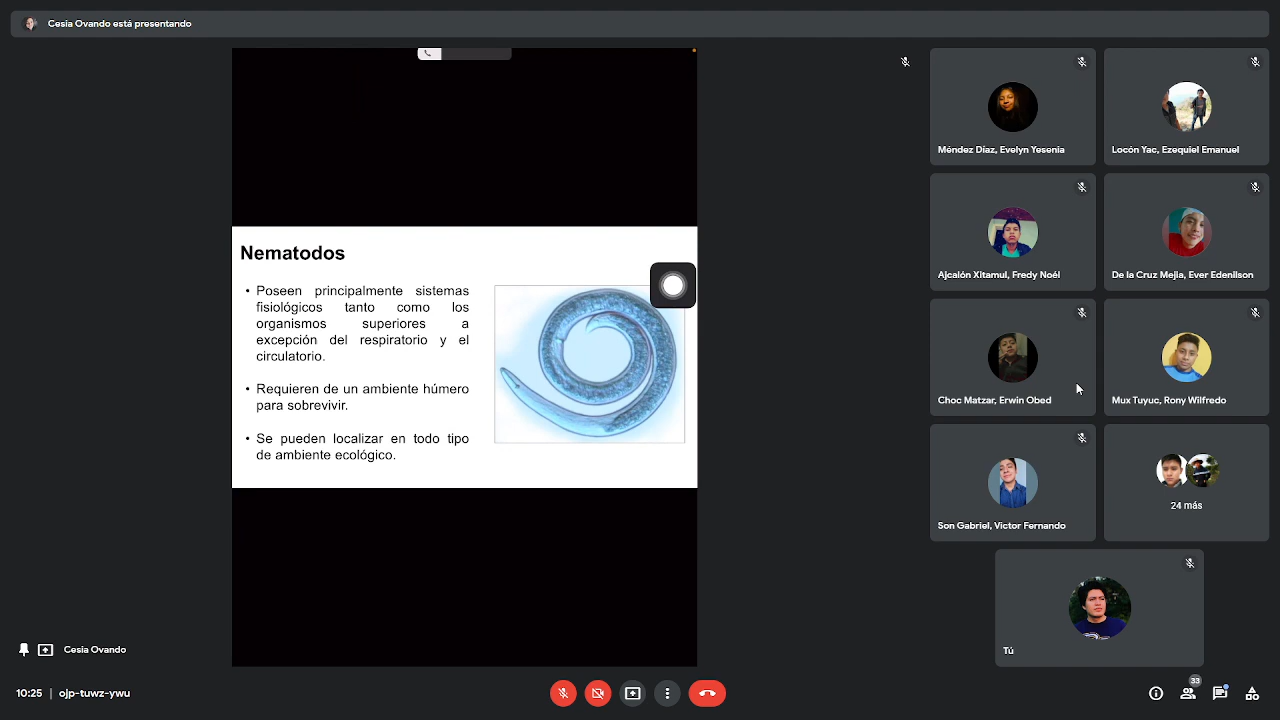 Cesia Ovando está presentando
Nematodos
• Poseen principalmente sistemas
fisiológicos tanto como los
organismos superiores a
excepción del respiratorio y el
circulatorio.
• Requieren de un ambiente húmero
para sobrevivir.
• Se pueden localizar en todo tipo
de ambiente ecológico.
Méndez Díaz, Evelyn Yesenia
Locón Yac, Ezequiel Emanuel
Ajcalón Xitamul, Fredy Noél
De la Cruz Mejia, Ever Edenilson
Choc Matzar, Erwin Obed
Mux Tuyuc, Rony Wilfredo
Son Gabriel, Victor Fernando
24 más
Tú
Cesia Ovando
10:25 | ojp-tuwz-ywu
33